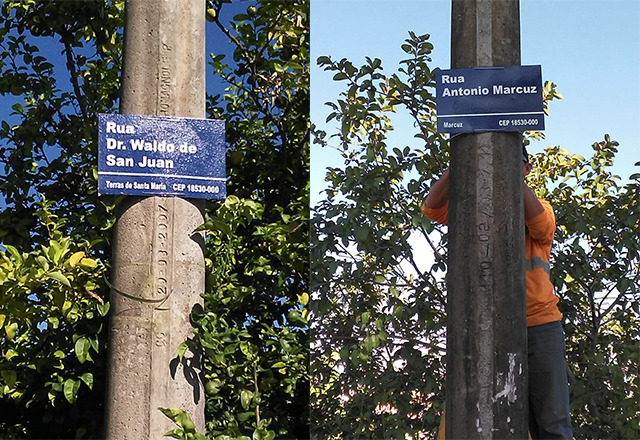 Rua
Dr. Waldo de
San Juan
Terras de Santa Maria CEP 18530-000
Rua
Antonio Marcuz
Marcuz CEP 18530-000